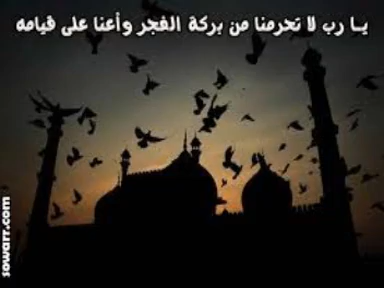 يا رب لا تحرمنا من بركة الفجر وأعنا على قيامه
sowarr.com